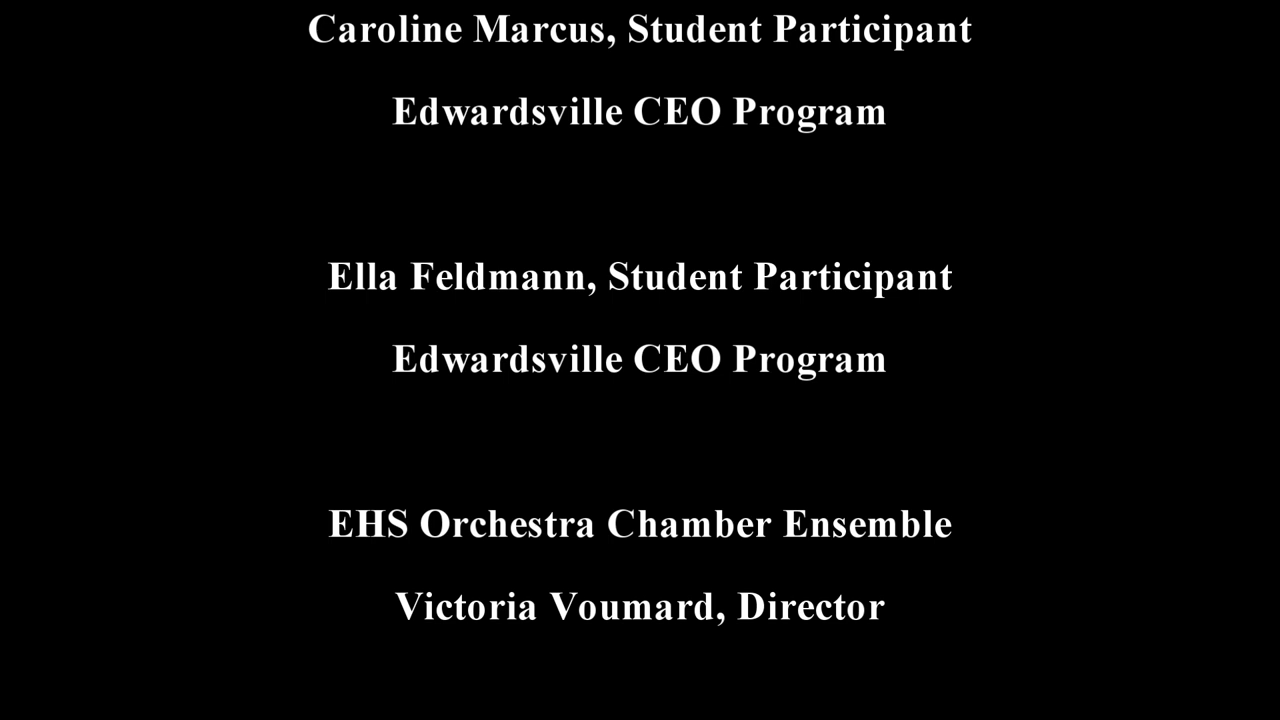 Caroline Marcus, Student Participant
Edwardsville CEO Program
Ella Feldmann, Student Participant
Edwardsville CEO Program
EHS Orchestra Chamber Ensemble
Victoria Voumard, Director